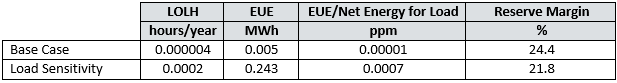 LOLH EUE EUE/Net Energy for Load Reserve Margin
hours/year MWh ppm %
Base Case 0.000004 0.005 0.00001 24.4
Load Sensitivity 0.0002 0.243 0.0007 21.8